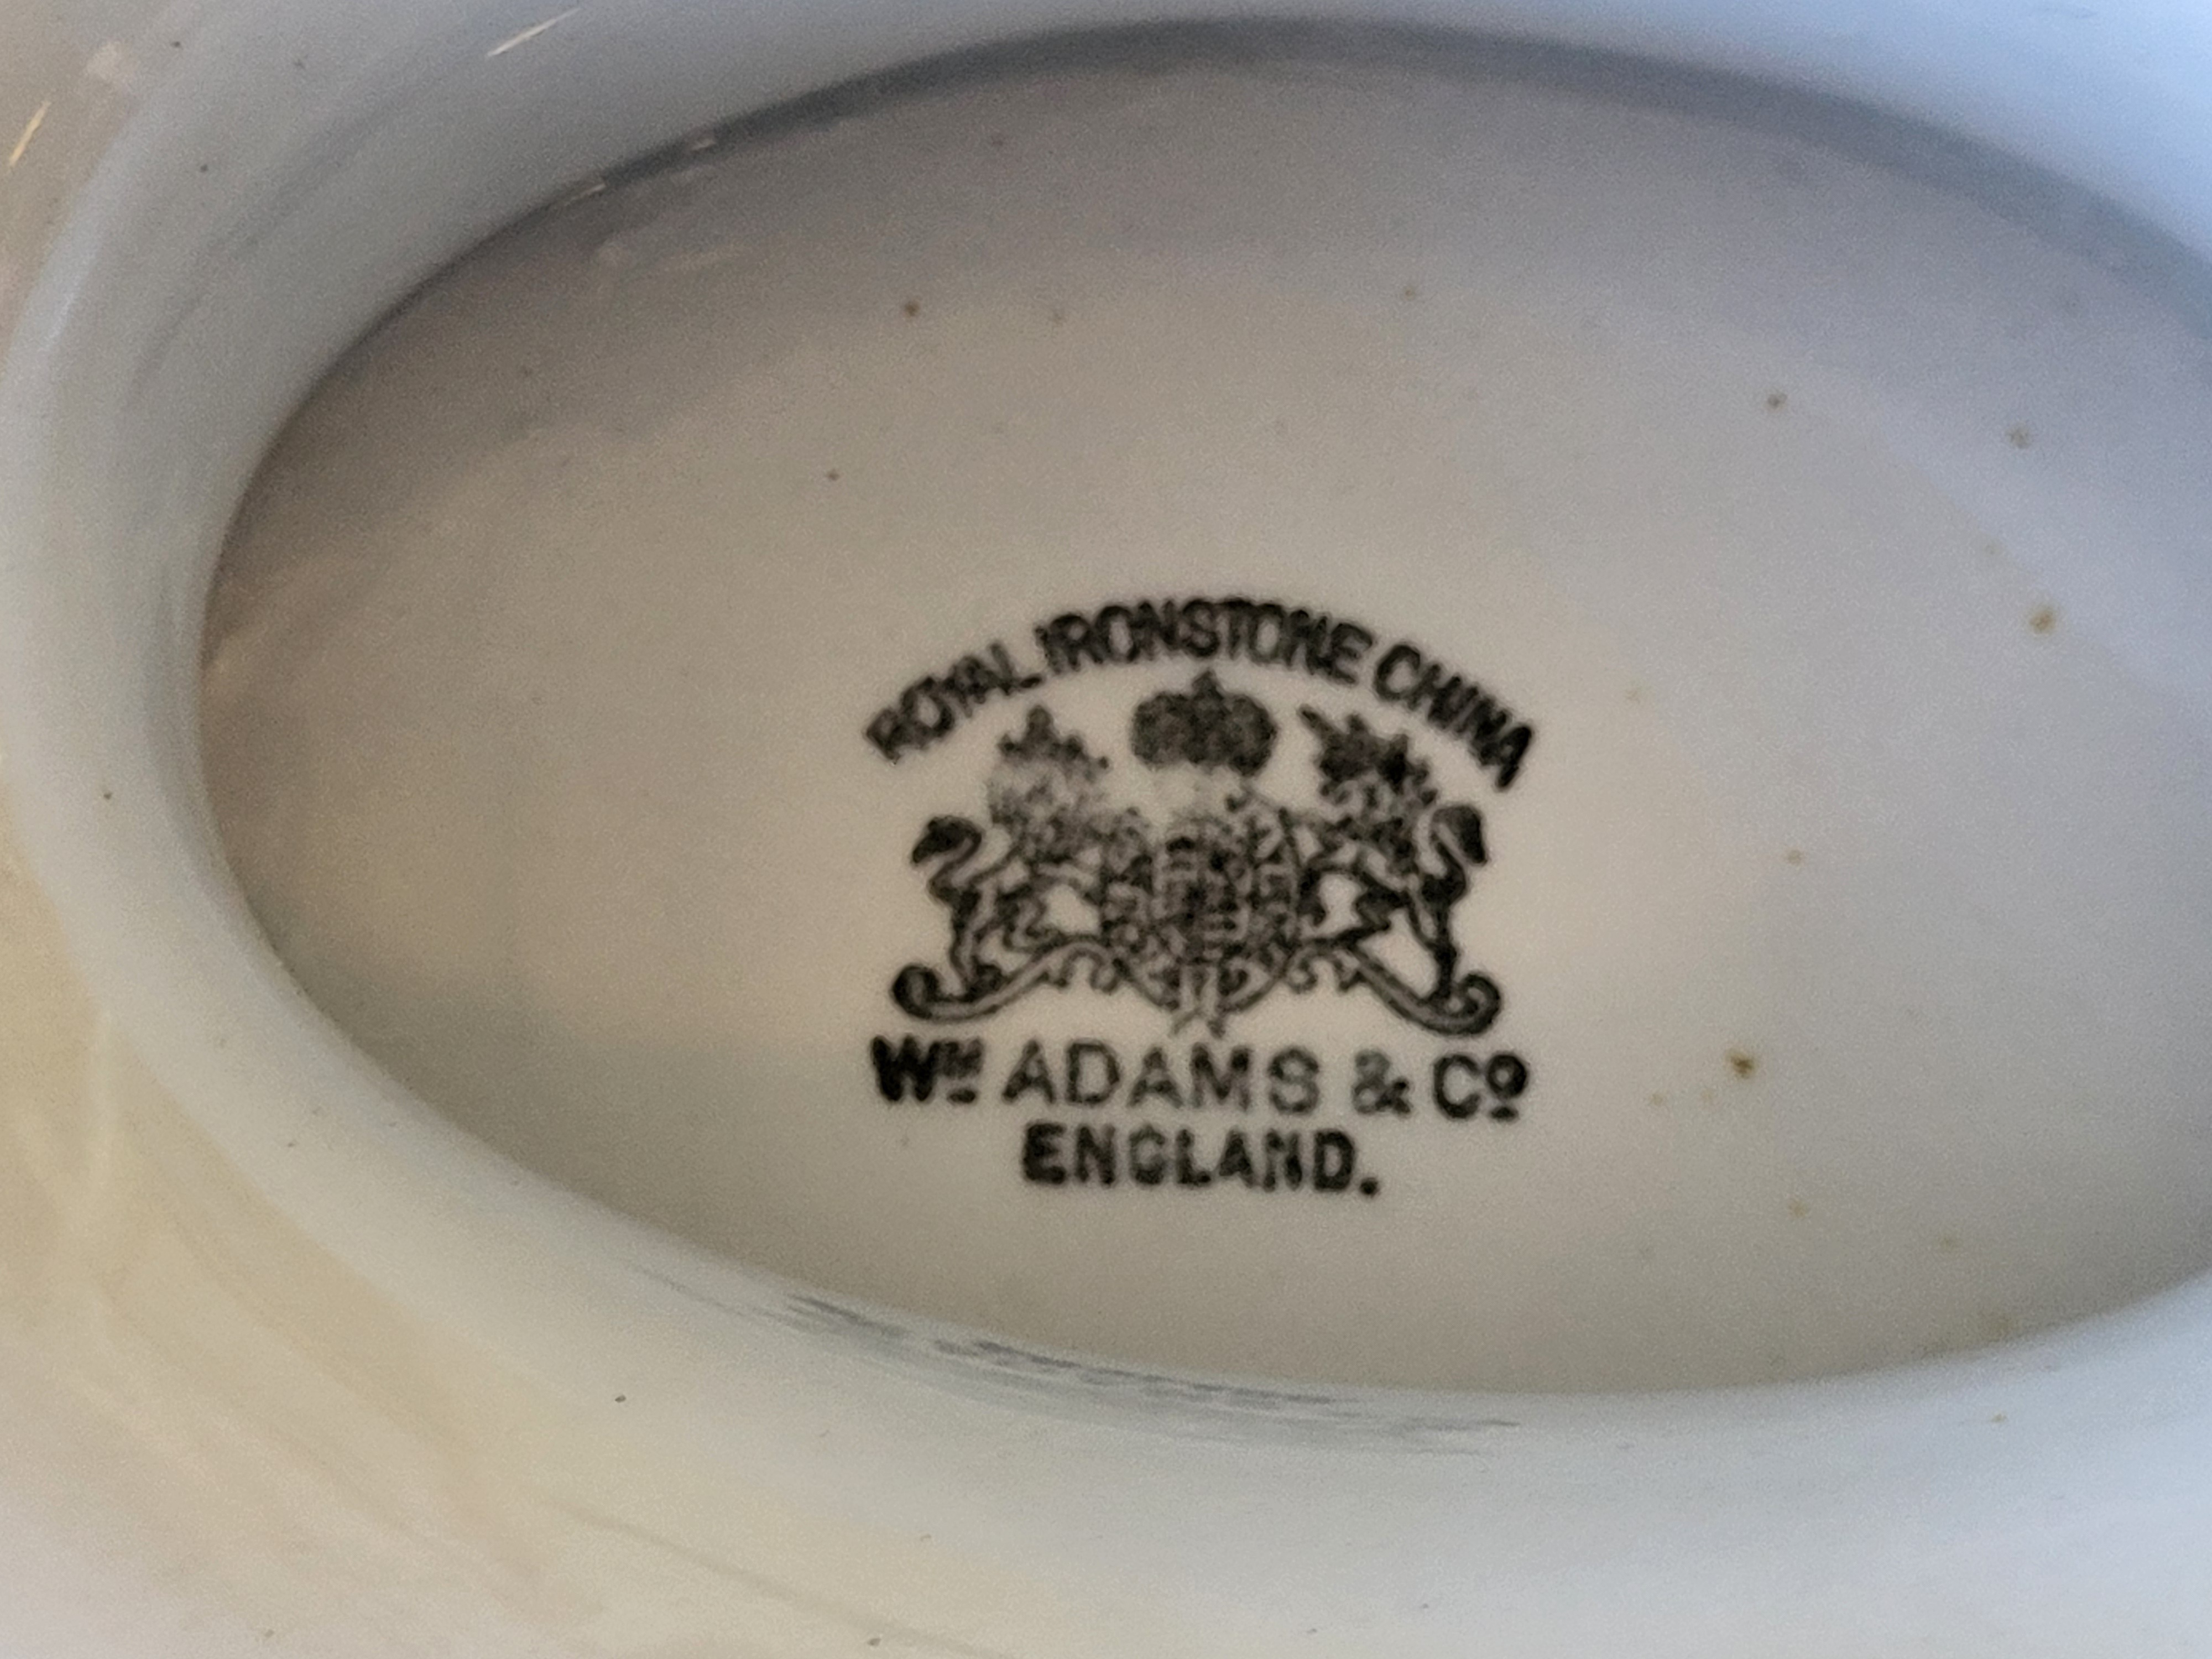 ROYAL IRONSTONE CHINA
Wᴹ ADAMS & Cº
ENGLAND.